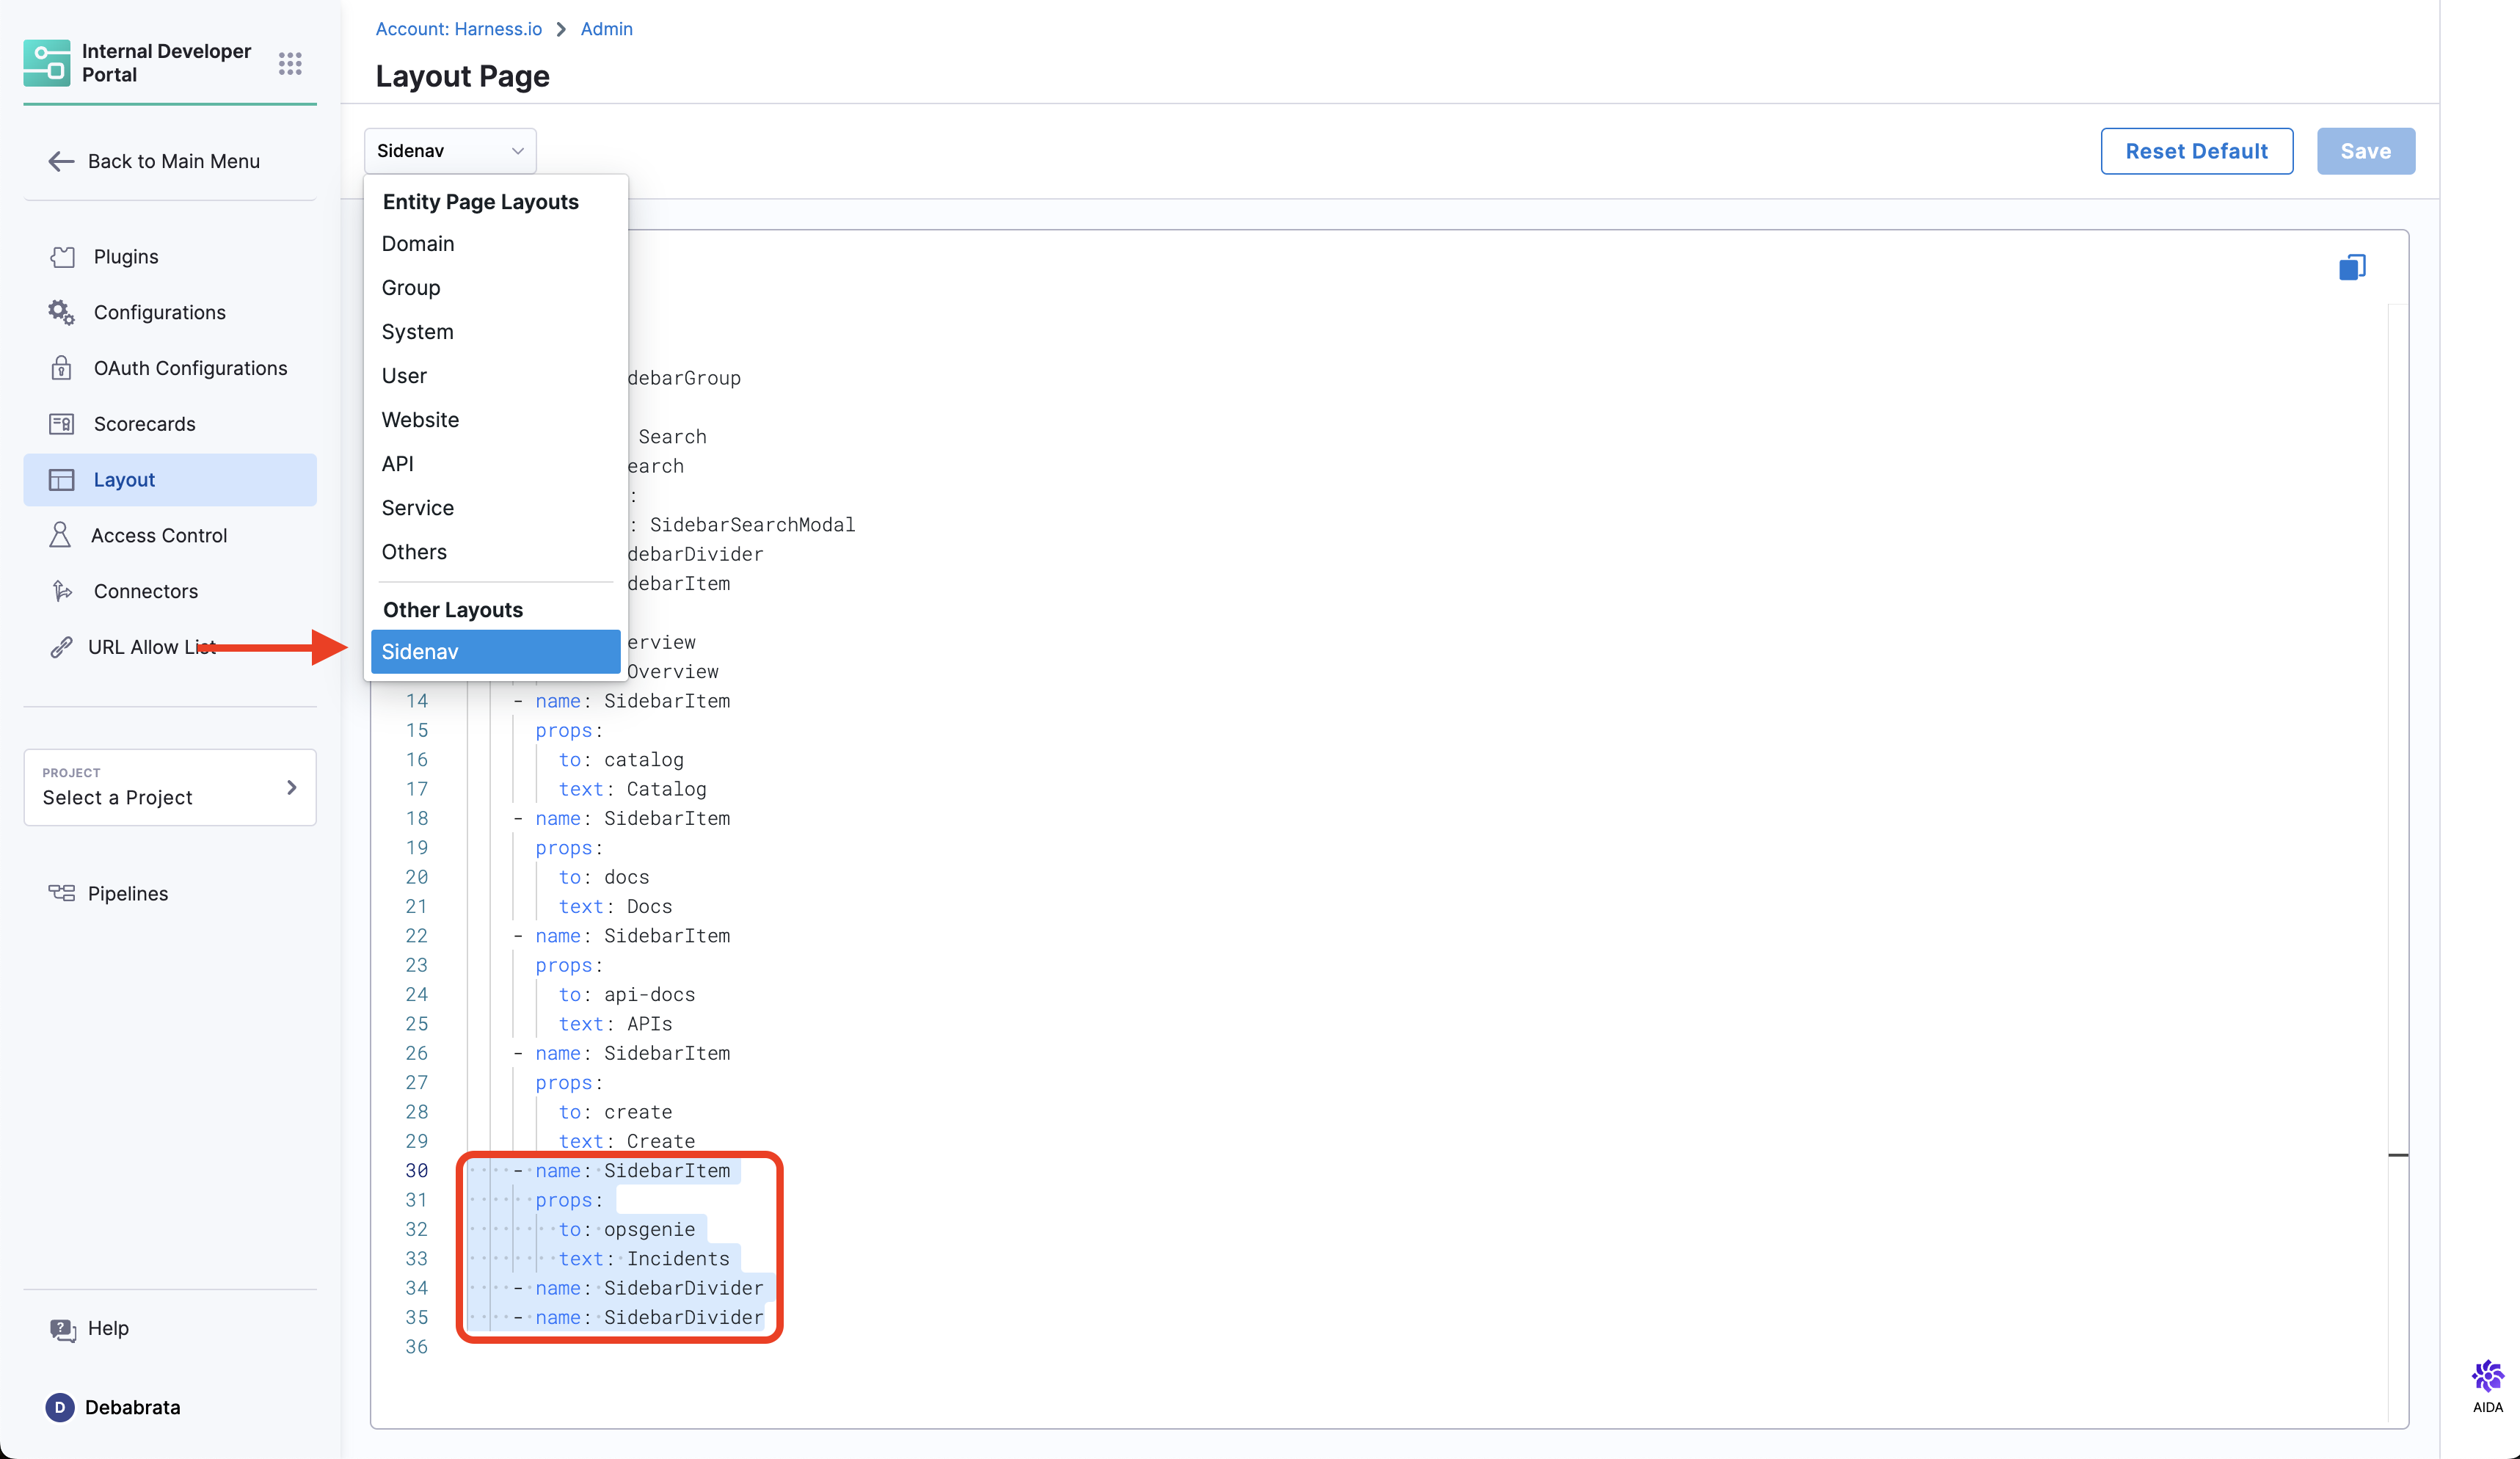 Internal Developer
Portal
Back to Main Menu
Plugins
Configurations
OAuth Configurations
Scorecards
Layout
Access Control
Connectors
URL Allow List
PROJECT
Select a Project
Pipelines
Help
D Debabrata
Account: Harness.io > Admin
Layout Page
Sidenav
Reset Default
Save
Entity Page Layouts
Domain
Group
System
User
Website
API
Service
Others
Other Layouts
Sidenav
debarGroup
Search
earch
:
: SidebarSearchModal
debarDivider
debarItem
erview
Overview
14 - name: SidebarItem
15 props:
16 to: catalog
17 text: Catalog
18 - name: SidebarItem
19 props:
20 to: docs
21 text: Docs
22 - name: SidebarItem
23 props:
24 to: api-docs
25 text: APIs
26 - name: SidebarItem
27 props:
28 to: create
29 text: Create
30 - name: SidebarItem
31 props:
32 to: opsgenie
33 text: Incidents
34 - name: SidebarDivider
35 - name: SidebarDivider
36
AIDA